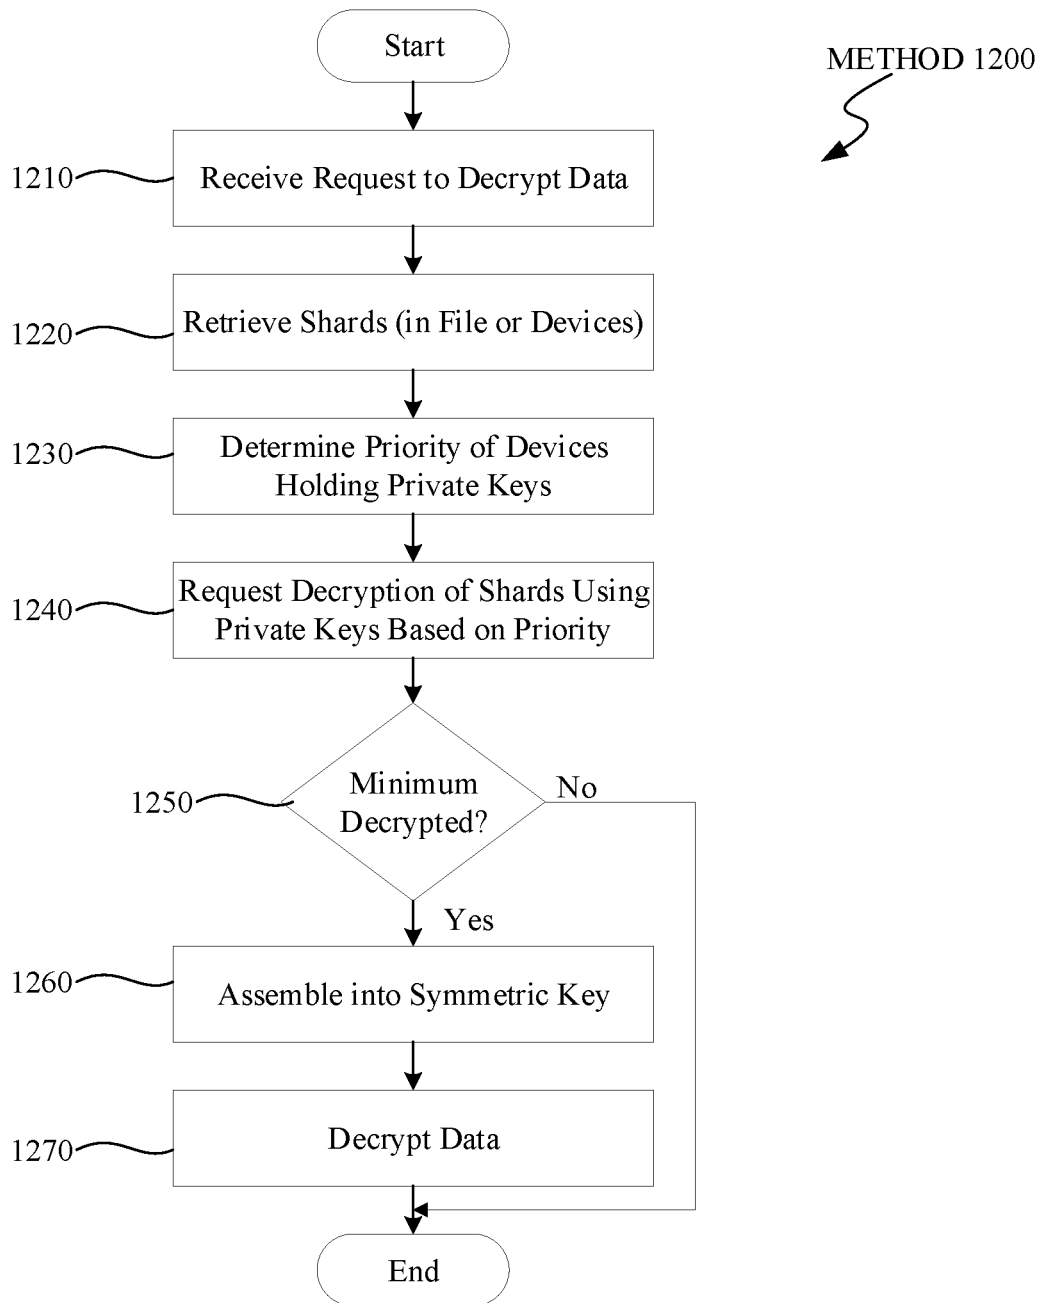 Start
METHOD 1200
1210
Receive Request to Decrypt Data
1220
Retrieve Shards (in File or Devices)
1230
Determine Priority of Devices
Holding Private Keys
1240
Request Decryption of Shards Using
Private Keys Based on Priority
1250
Minimum
Decrypted?
No
Yes
1260
Assemble into Symmetric Key
1270
Decrypt Data
End